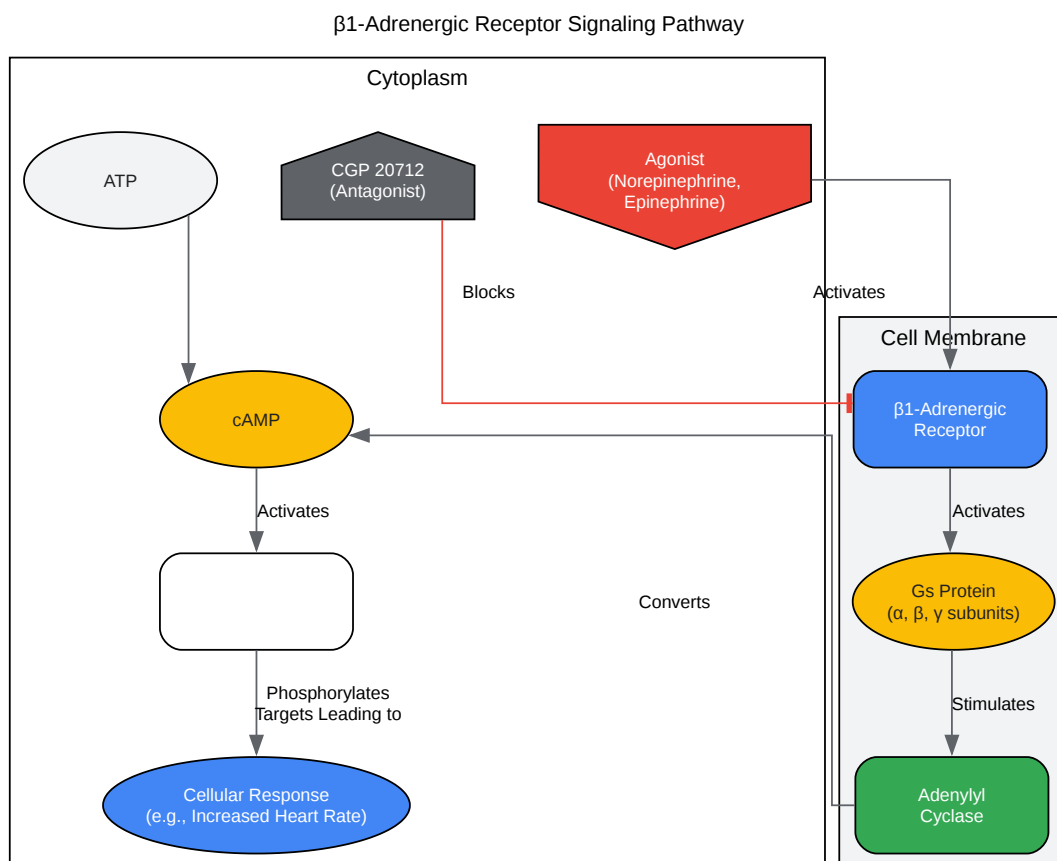 β1-Adrenergic Receptor Signaling Pathway
Cytoplasm
ATP
CGP 20712
(Antagonist)
Agonist
(Norepinephrine,
Epinephrine)
Blocks
Activates
Cell Membrane
cAMP
β1-Adrenergic
Receptor
Activates
Activates
Gs Protein
(α, β, γ subunits)
Converts
Phosphorylates
Targets Leading to
Stimulates
Cellular Response
(e.g., Increased Heart Rate)
Adenylyl
Cyclase